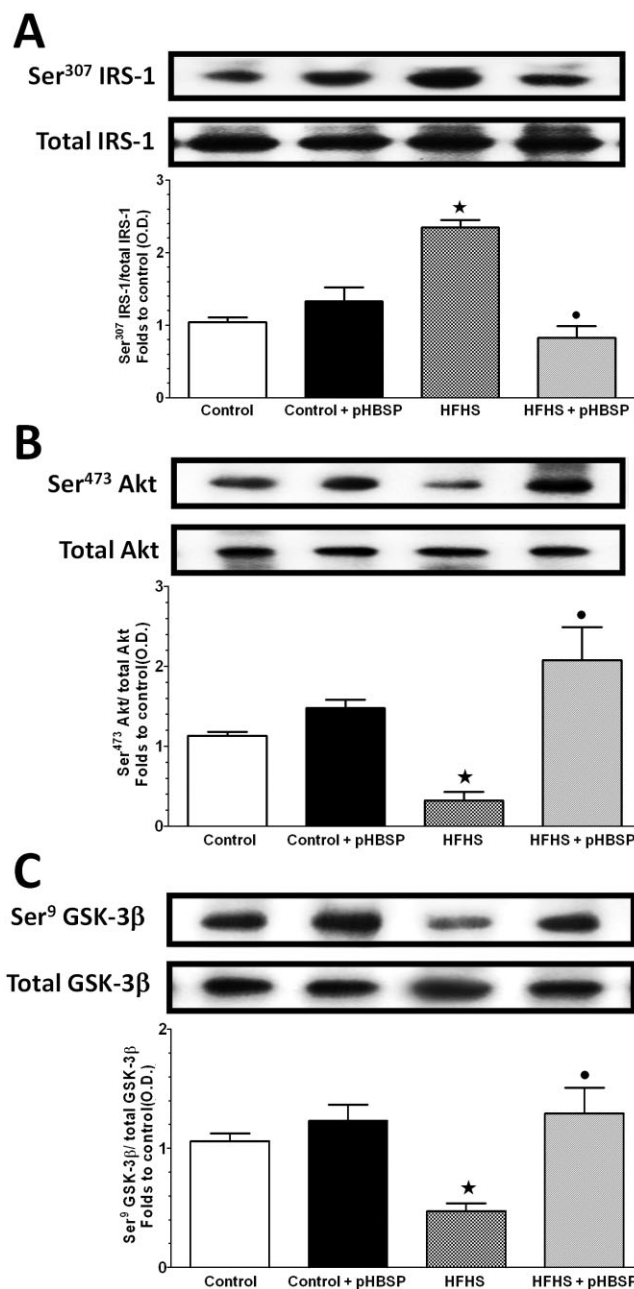 A
Ser³⁰⁷ IRS-1
Total IRS-1
Ser³⁰⁷ IRS-1/total IRS-1
Folds to control (O.D.)
3
2
1
0
★
●
Control
Control + pHBSP
HFHS
HFHS + pHBSP
B
Ser⁴⁷³ Akt
Total Akt
Ser⁴⁷³ Akt/ total Akt
Folds to control(O.D.)
3
2
1
0
★
●
Control
Control + pHBSP
HFHS
HFHS + pHBSP
C
Ser⁹ GSK-3β
Total GSK-3β
Ser⁹ GSK-3β/ total GSK-3β
Folds to control(O.D.)
2
1
0
★
●
Control
Control + pHBSP
HFHS
HFHS + pHBSP